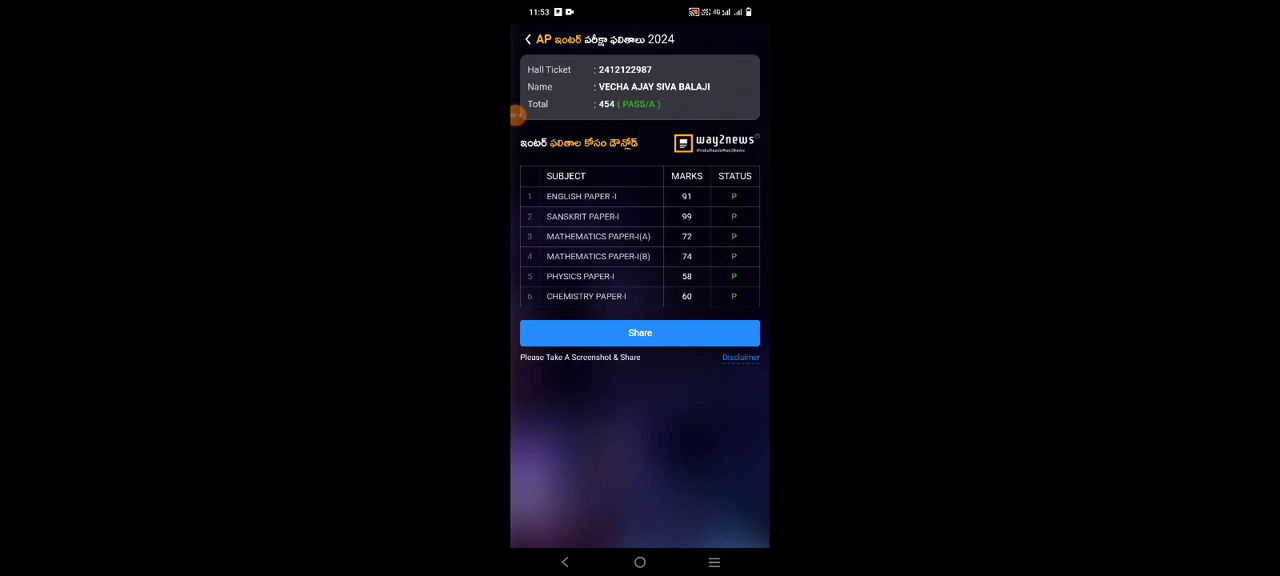 11:53
AP ఇంటర్ పరీక్షా ఫలితాలు 2024
Hall Ticket : 2412122987
Name : VECHA AJAY SIVA BALAJI
Total : 454 ( PASS/A )
ఇంటర్ ఫలితాల కోసం డౌన్లోడ్ way2news
SUBJECT MARKS STATUS
1 ENGLISH PAPER -I 91 P
2 SANSKRIT PAPER-I 99 P
3 MATHEMATICS PAPER-I(A) 72 P
4 MATHEMATICS PAPER-I(B) 74 P
5 PHYSICS PAPER-I 58 P
6 CHEMISTRY PAPER-I 60 P
Share
Please Take A Screenshot & Share Disclaimer